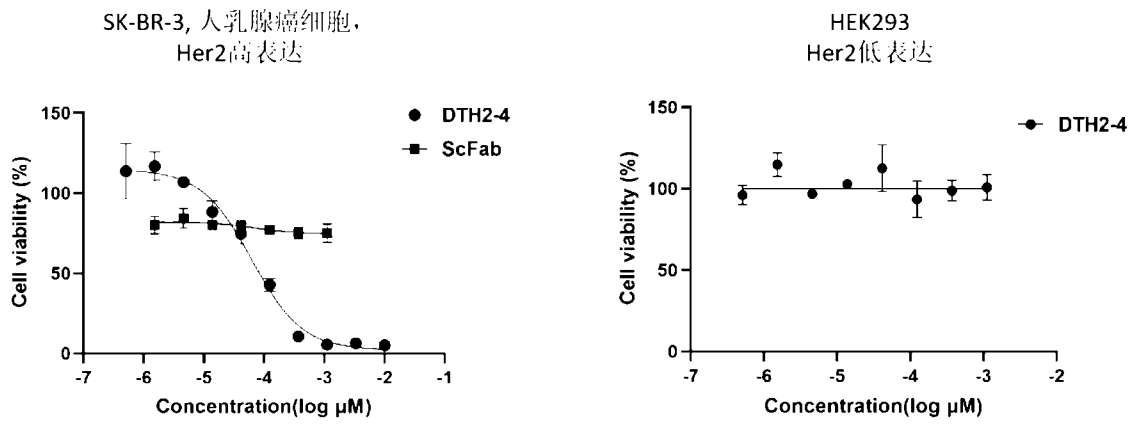 SK-BR-3, 人乳腺癌细胞,
Her2高表达
150
100
50
0
-7
-6
-5
-4
-3
-2
-1
Cell viability (%)
Concentration(log μM)
DTH2-4
ScFab
HEK293
Her2低表达
150
100
50
0
-7
-6
-5
-4
-3
-2
Cell viability (%)
Concentration(log μM)
DTH2-4